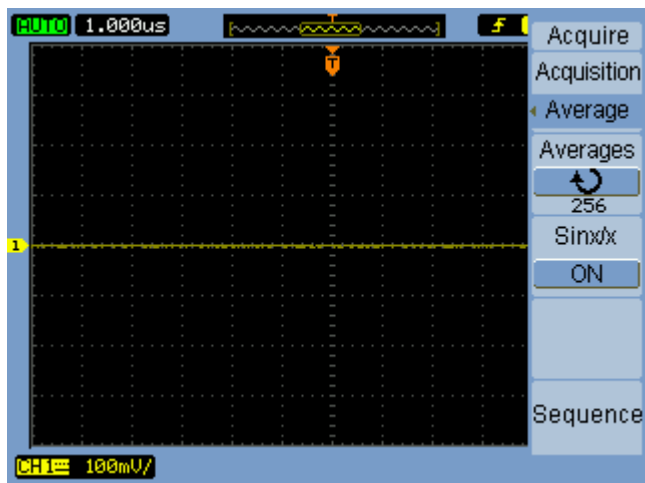 AUTO 1.000us
T
T
f
Acquire
Acquisition
Average
Averages
256
Sinx/x
ON
1
Sequence
CH1 100mV/